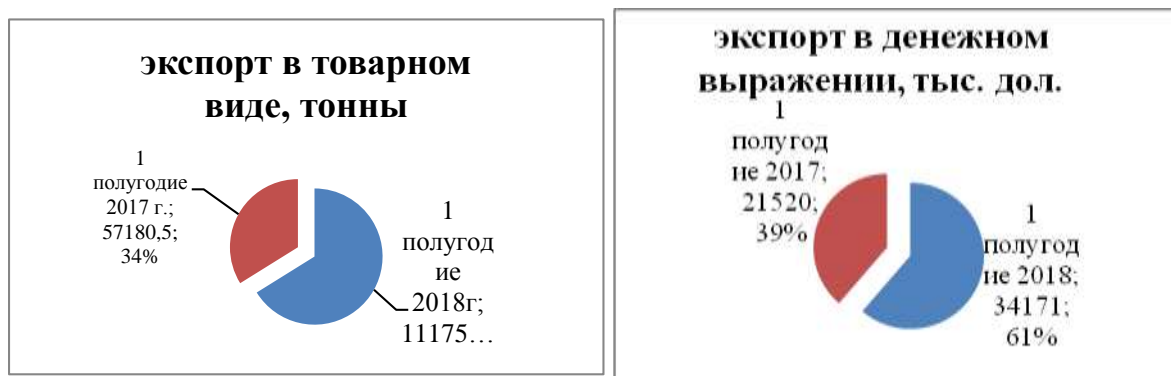 экспорт в товарном
виде, тонны
1
полугодие
2017 г.;
57180,5;
34%
1
полугод
ие
2018г;
11175…
экспорт в денежном
выражении, тыс. дол.
1
полугод
ие 2017;
21520;
39%
1
полугод
ие 2018;
34171;
61%